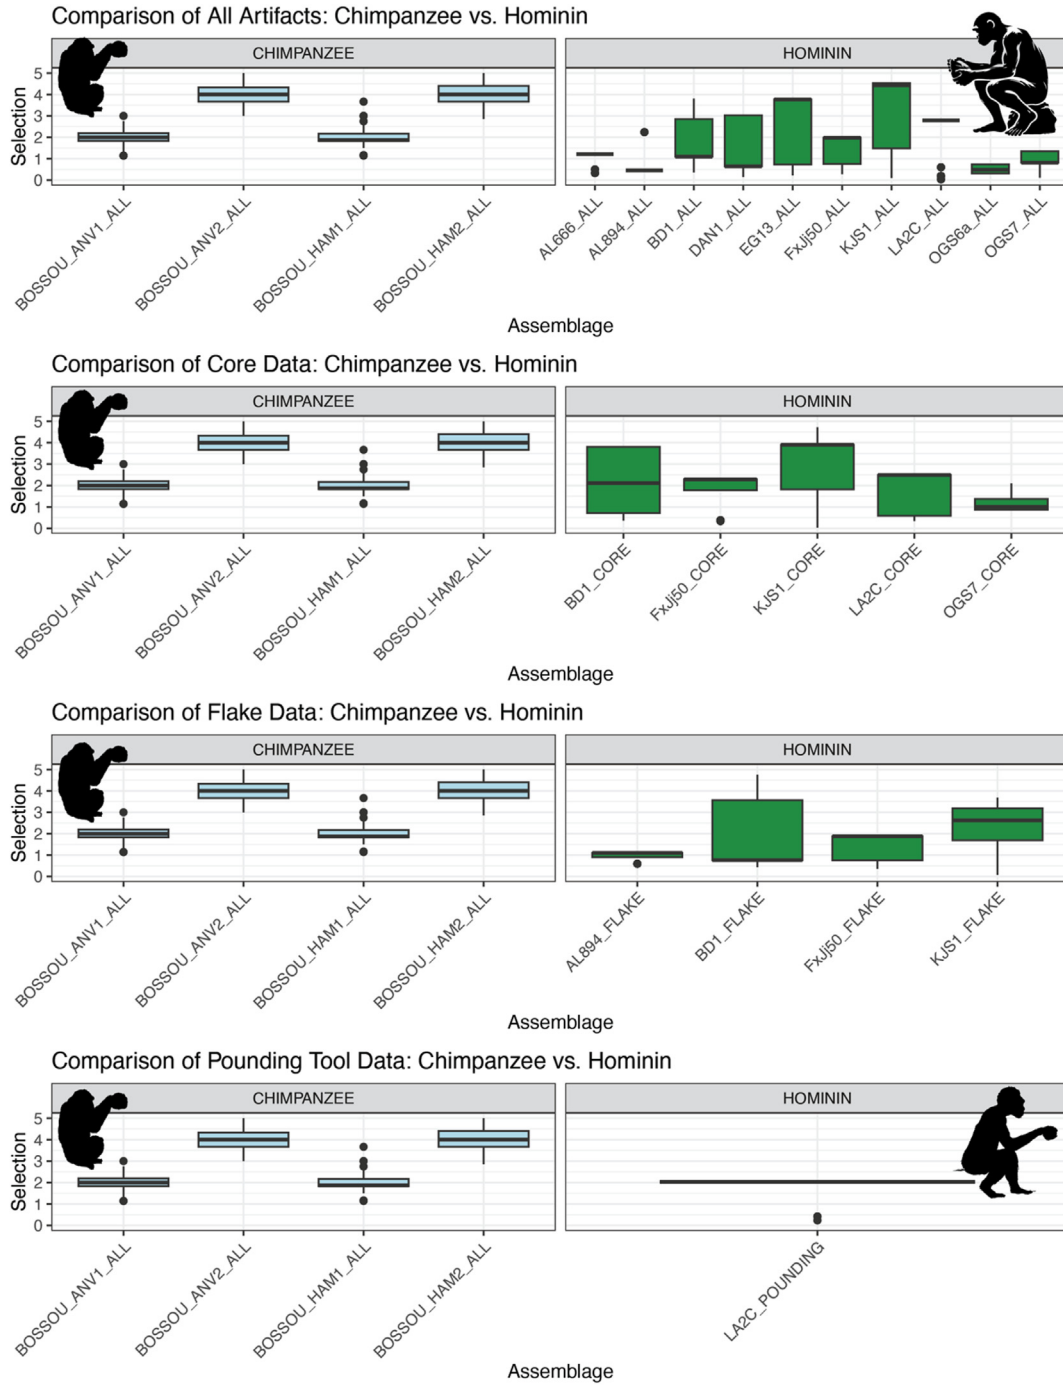 Comparison of All Artifacts: Chimpanzee vs. Hominin
CHIMPANZEE
HOMININ
Selection
5
4
3
2
1
0
BOSSOU_ANV1_ALL
BOSSOU_ANV2_ALL
BOSSOU_HAM1_ALL
BOSSOU_HAM2_ALL
AL666_ALL
AL894_ALL
BD1_ALL
DAN1_ALL
EG13_ALL
FxJj50_ALL
KJS1_ALL
LA2C_ALL
OGS6a_ALL
OGS7_ALL
Assemblage
Comparison of Core Data: Chimpanzee vs. Hominin
CHIMPANZEE
HOMININ
Selection
5
4
3
2
1
0
BOSSOU_ANV1_ALL
BOSSOU_ANV2_ALL
BOSSOU_HAM1_ALL
BOSSOU_HAM2_ALL
BD1_CORE
FxJj50_CORE
KJS1_CORE
LA2C_CORE
OGS7_CORE
Assemblage
Comparison of Flake Data: Chimpanzee vs. Hominin
CHIMPANZEE
HOMININ
Selection
5
4
3
2
1
0
BOSSOU_ANV1_ALL
BOSSOU_ANV2_ALL
BOSSOU_HAM1_ALL
BOSSOU_HAM2_ALL
AL894_FLAKE
BD1_FLAKE
FxJj50_FLAKE
KJS1_FLAKE
Assemblage
Comparison of Pounding Tool Data: Chimpanzee vs. Hominin
CHIMPANZEE
HOMININ
Selection
5
4
3
2
1
0
BOSSOU_ANV1_ALL
BOSSOU_ANV2_ALL
BOSSOU_HAM1_ALL
BOSSOU_HAM2_ALL
LA2C_POUNDING
Assemblage